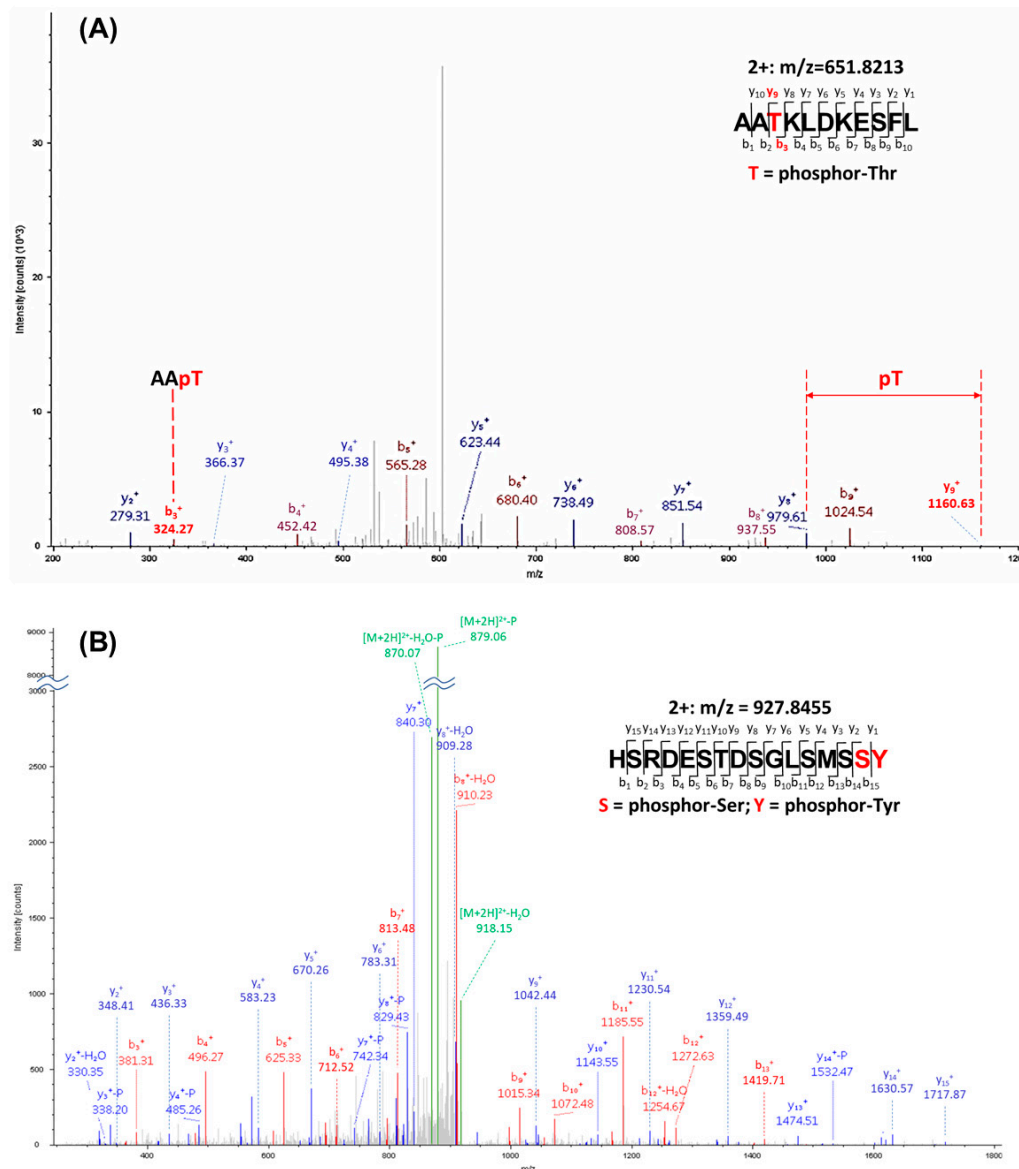 (A)
2+: m/z=651.8213
y10 y9 y8 y7 y6 y5 y4 y3 y2 y1
AATKLDKESFL
b1 b2 b3 b4 b5 b6 b7 b8 b9 b10
T = phosphor-Thr
Intensity [counts] (10^3)
30
20
10
0
AApT
pT
y2+
279.31
b3+
324.27
y3+
366.37
b4+
452.42
y4+
495.38
b5+
565.28
y5+
623.44
b6+
680.40
y6+
738.49
b7+
808.57
y7+
851.54
b8+
937.55
y8+
979.61
b9+
1024.54
y9+
1160.63
200 300 400 500 600 700 800 900 1000 1100 120
m/z
(B)
[M+2H]2+-P
879.06
[M+2H]2+-H2O-P
870.07
2+: m/z = 927.8455
y15 y14 y13 y12 y11 y10 y9 y8 y7 y6 y5 y4 y3 y2 y1
HSRDESTDSGLSMSSY
b1 b2 b3 b4 b5 b6 b7 b8 b9 b10 b11 b12 b13 b14 b15
S = phosphor-Ser; Y = phosphor-Tyr
Intensity [counts]
9000
8000
3000
2500
2000
1500
1000
500
0
y7+
840.30
y8+-H2O
909.28
b8+-H2O
910.23
[M+2H]2+-H2O
918.15
b7+
813.48
y6+
783.31
y5+
670.26
y4+
583.23
y3+
436.33
y2+
348.41
y8+-P
829.43
y7+-P
742.34
b6+
712.52
b5+
625.33
b4+
496.27
b3+
381.31
y2+-H2O
330.35
y3+-P
338.20
y4+-P
485.26
y9+
1042.44
b9+
1015.34
b10+
1072.48
y10+
1143.55
b11+
1185.55
y11+
1230.54
b12+
1272.63
b12+-H2O
1254.67
y12+
1359.49
b13+
1419.71
y13+
1474.51
y14+-P
1532.47
y14+
1630.57
y15+
1717.87
400 600 800 1000 1200 1400 1600 1800
m/z